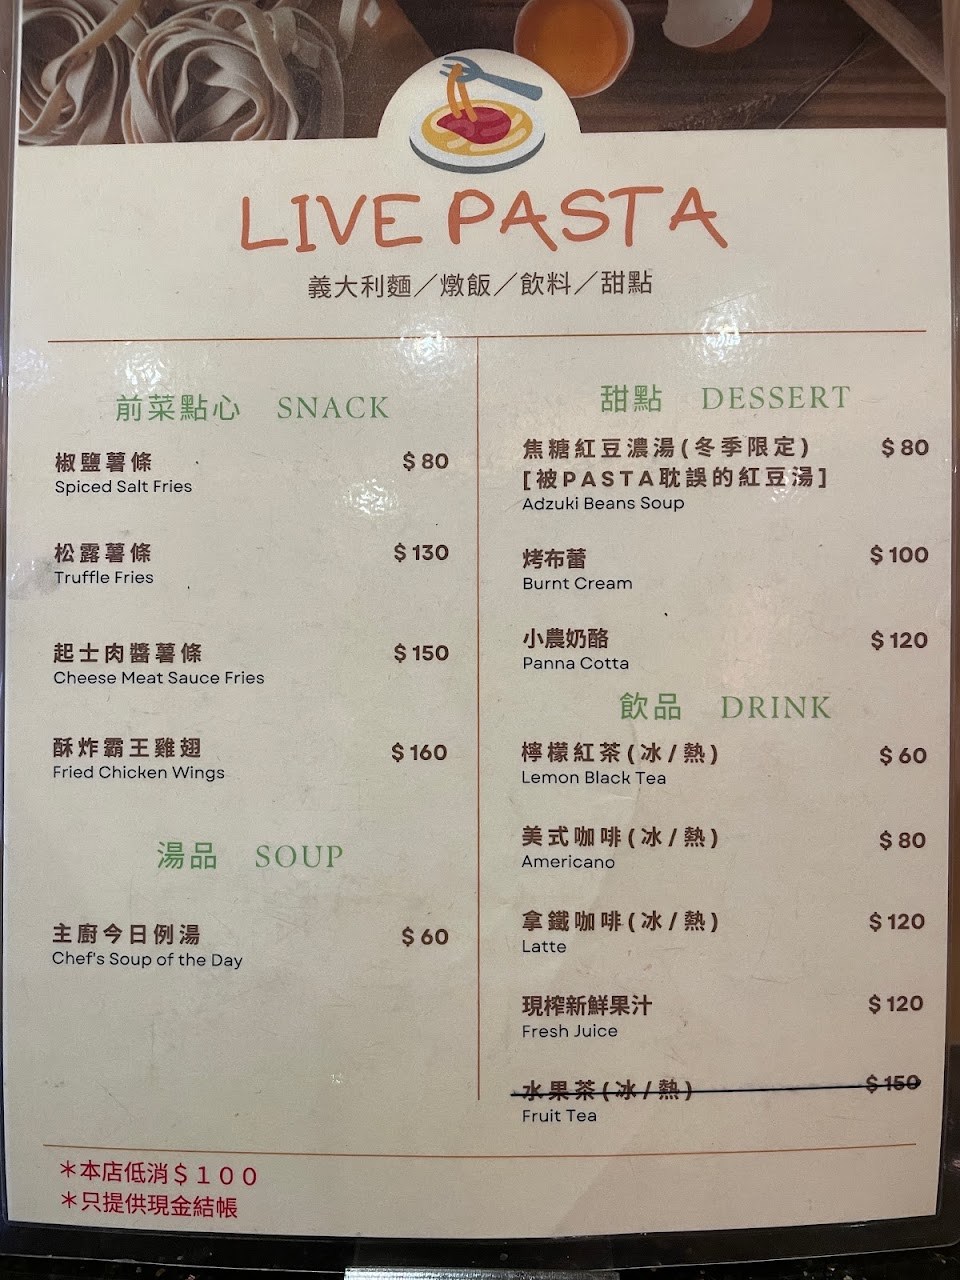 LIVE PASTA
義大利麵／燉飯／飲料／甜點
前菜點心 SNACK
椒鹽薯條 $80
Spiced Salt Fries
松露薯條 $130
Truffle Fries
起士肉醬薯條 $150
Cheese Meat Sauce Fries
酥炸霸王雞翅 $160
Fried Chicken Wings
湯品 SOUP
主廚今日例湯 $60
Chef's Soup of the Day
甜點 DESSERT
焦糖紅豆濃湯(冬季限定) $80
[被PASTA耽誤的紅豆湯]
Adzuki Beans Soup
烤布蕾 $100
Burnt Cream
小農奶酪 $120
Panna Cotta
飲品 DRINK
檸檬紅茶(冰/熱) $60
Lemon Black Tea
美式咖啡(冰/熱) $80
Americano
拿鐵咖啡(冰/熱) $120
Latte
現榨新鮮果汁 $120
Fresh Juice
水果茶(冰/熱) $150
Fruit Tea
＊本店低消＄１００
＊只提供現金結帳